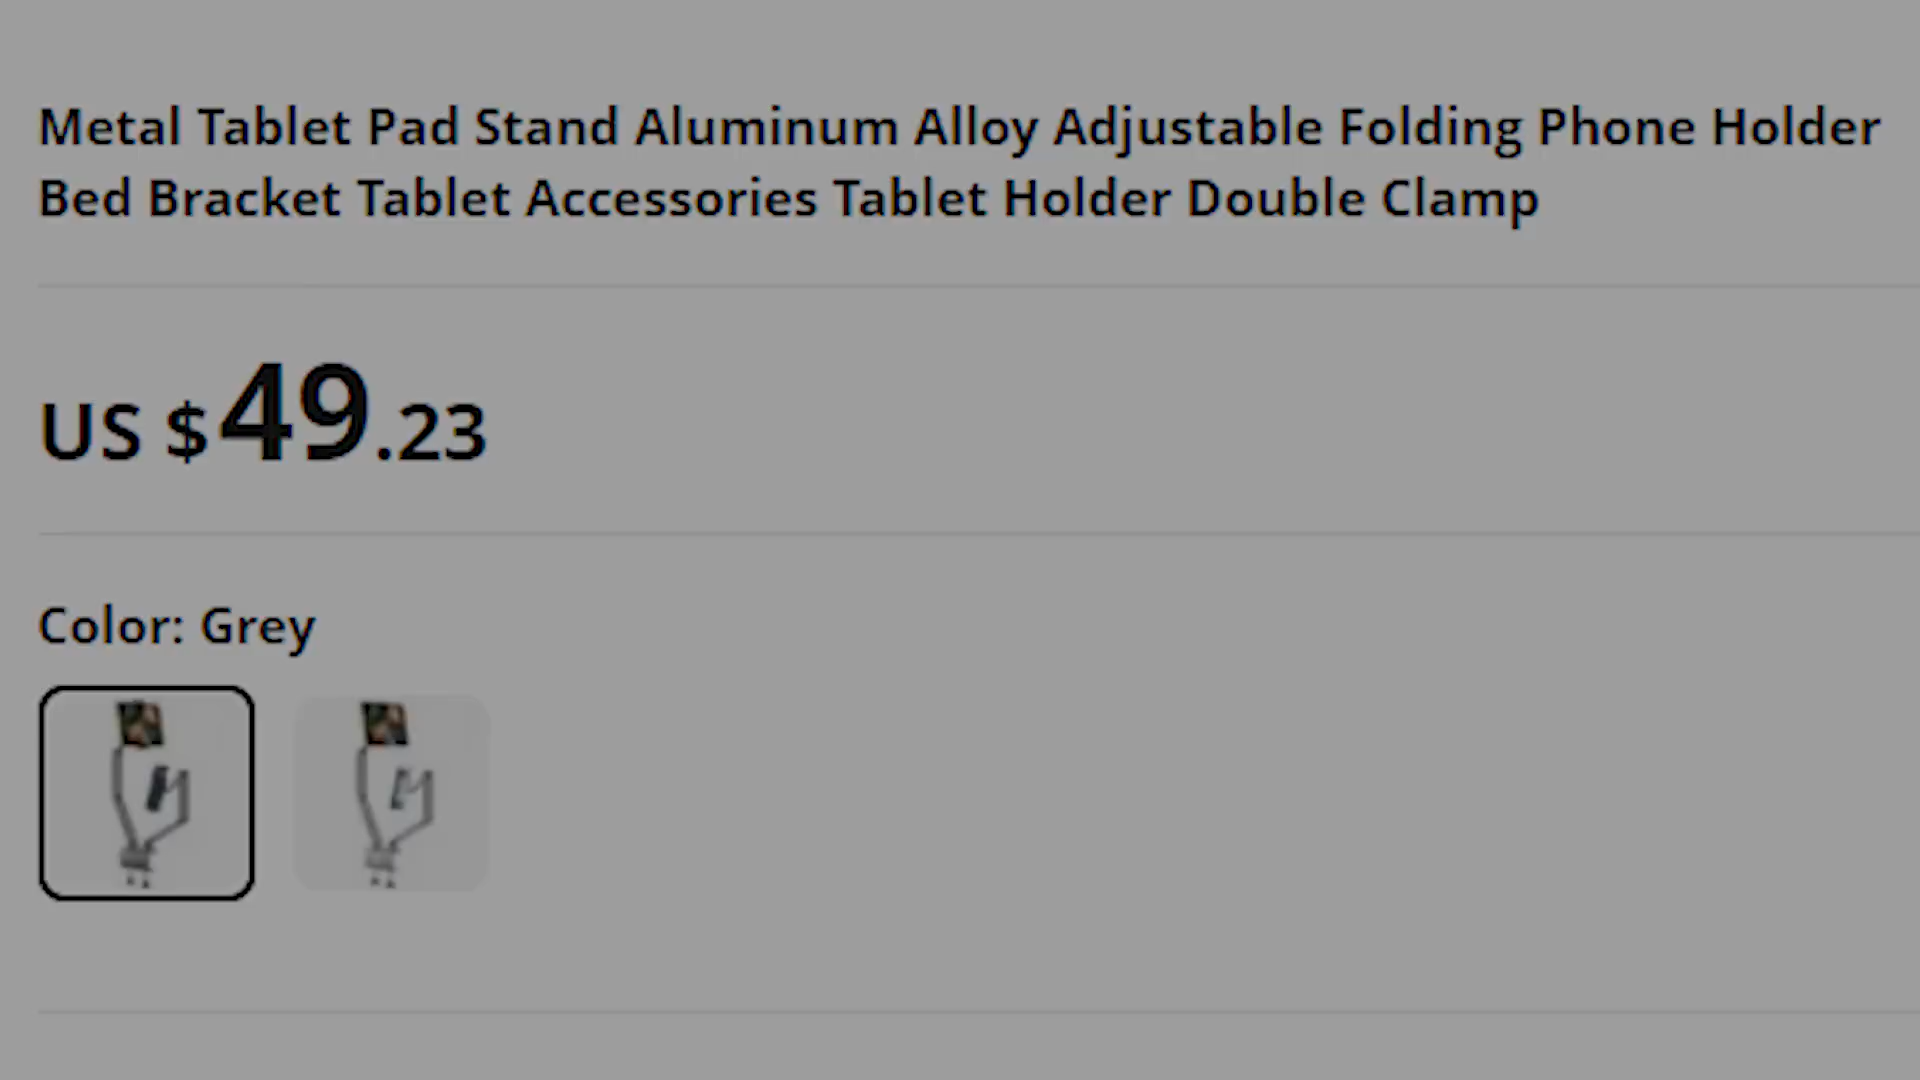 Metal Tablet Pad Stand Aluminum Alloy Adjustable Folding Phone Holder
Bed Bracket Tablet Accessories Tablet Holder Double Clamp
US $49.23
Color: Grey